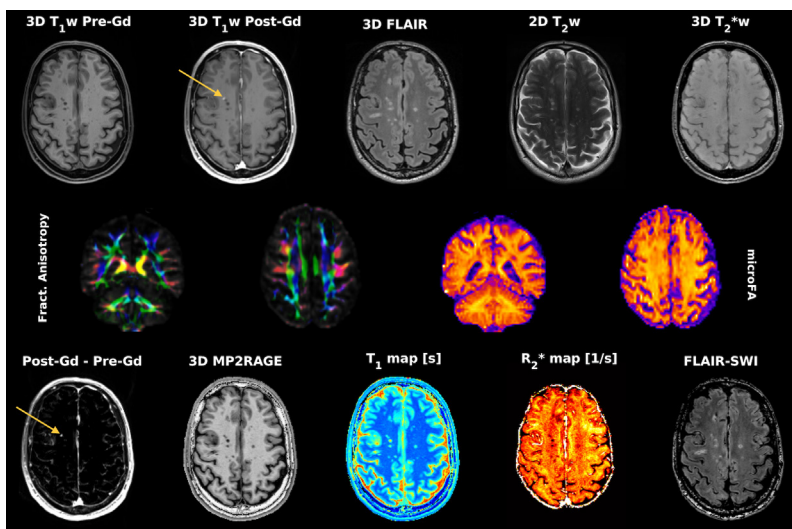 3D T₁w Pre-Gd
3D T₁w Post-Gd
3D FLAIR
2D T₂w
3D T₂*w
Fract. Anisotropy
microFA
Post-Gd - Pre-Gd
3D MP2RAGE
T₁ map [s]
R₂* map [1/s]
FLAIR-SWI